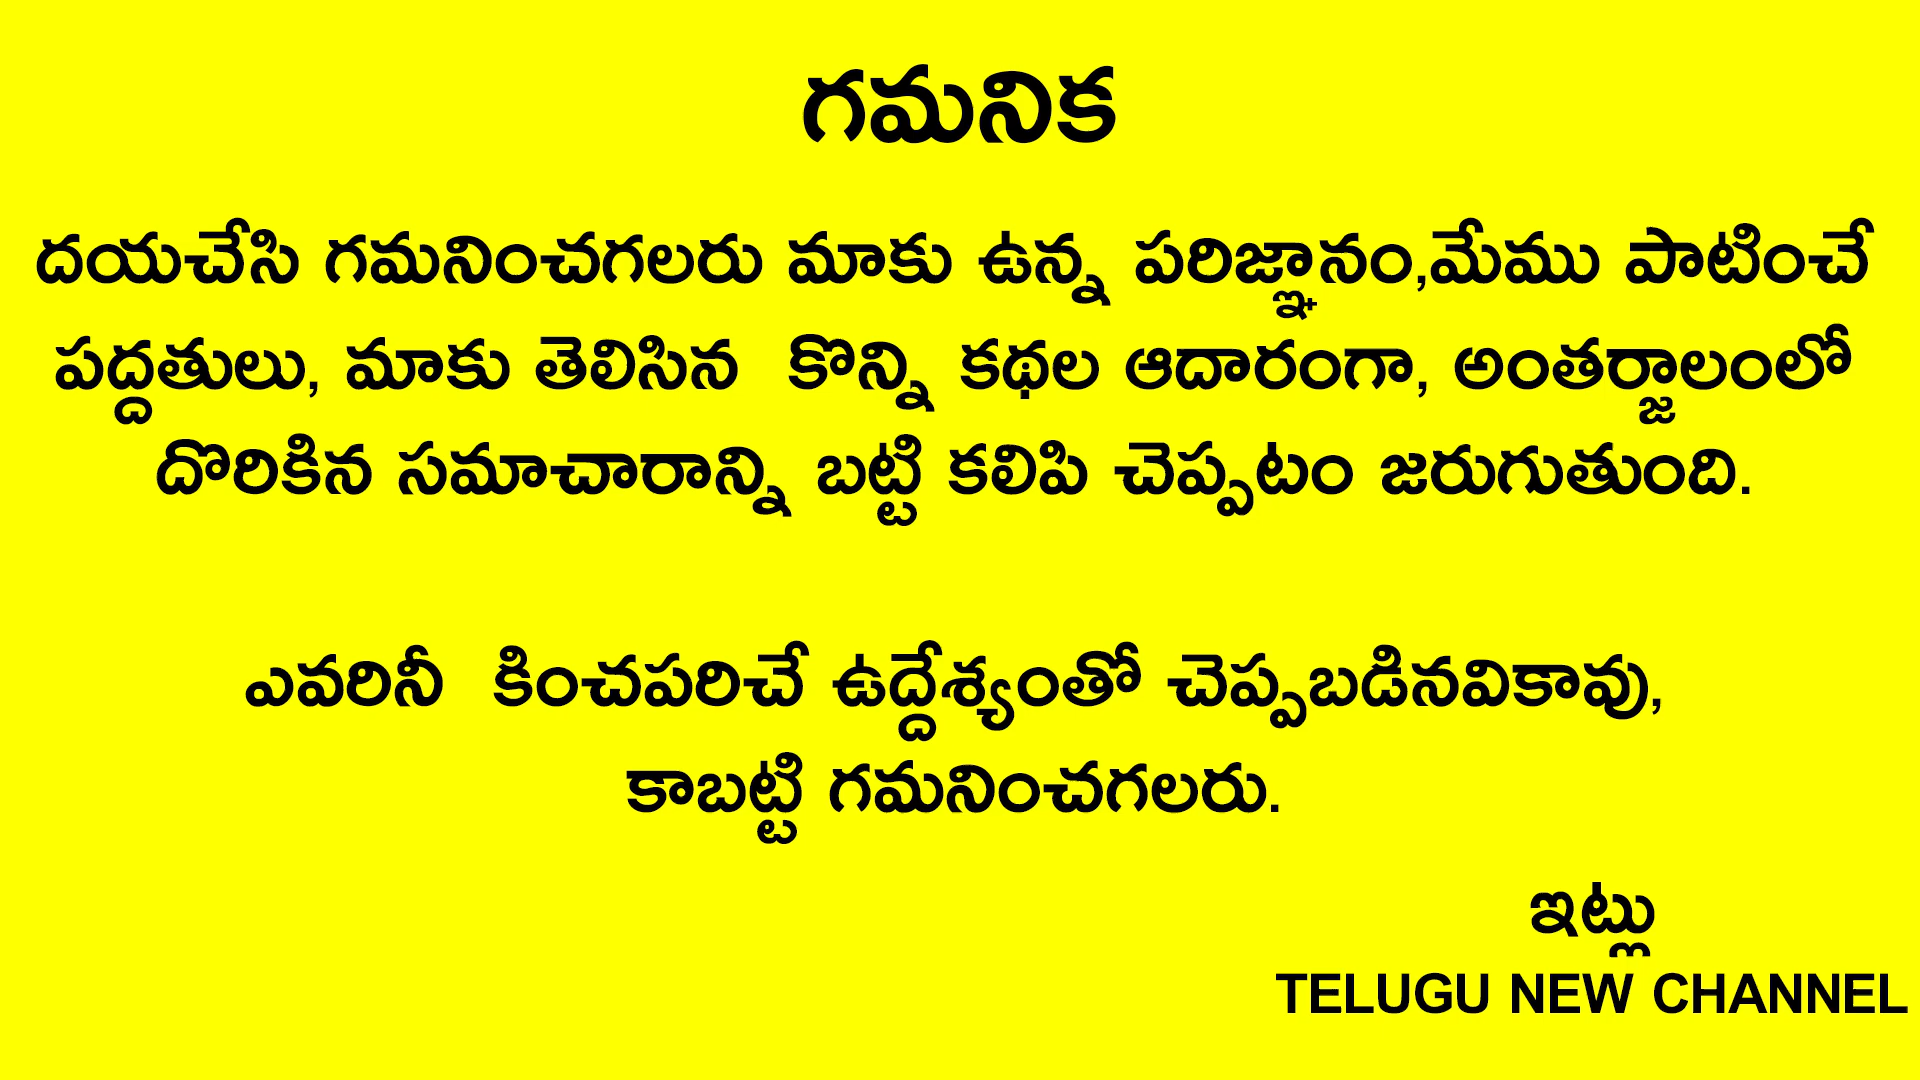 గమనిక
దయచేసి గమనించగలరు మాకు ఉన్న పరిజ్ఞానం,మేము పాటించే
పద్దతులు, మాకు తెలిసిన కొన్ని కథల ఆదారంగా, అంతర్జాలంలో
దొరికిన సమాచారాన్ని బట్టి కలిపి చెప్పటం జరుగుతుంది.
ఎవరినీ కించపరిచే ఉద్దేశ్యంతో చెప్పబడినవికావు,
కాబట్టి గమనించగలరు.
ఇట్లు
TELUGU NEW CHANNEL